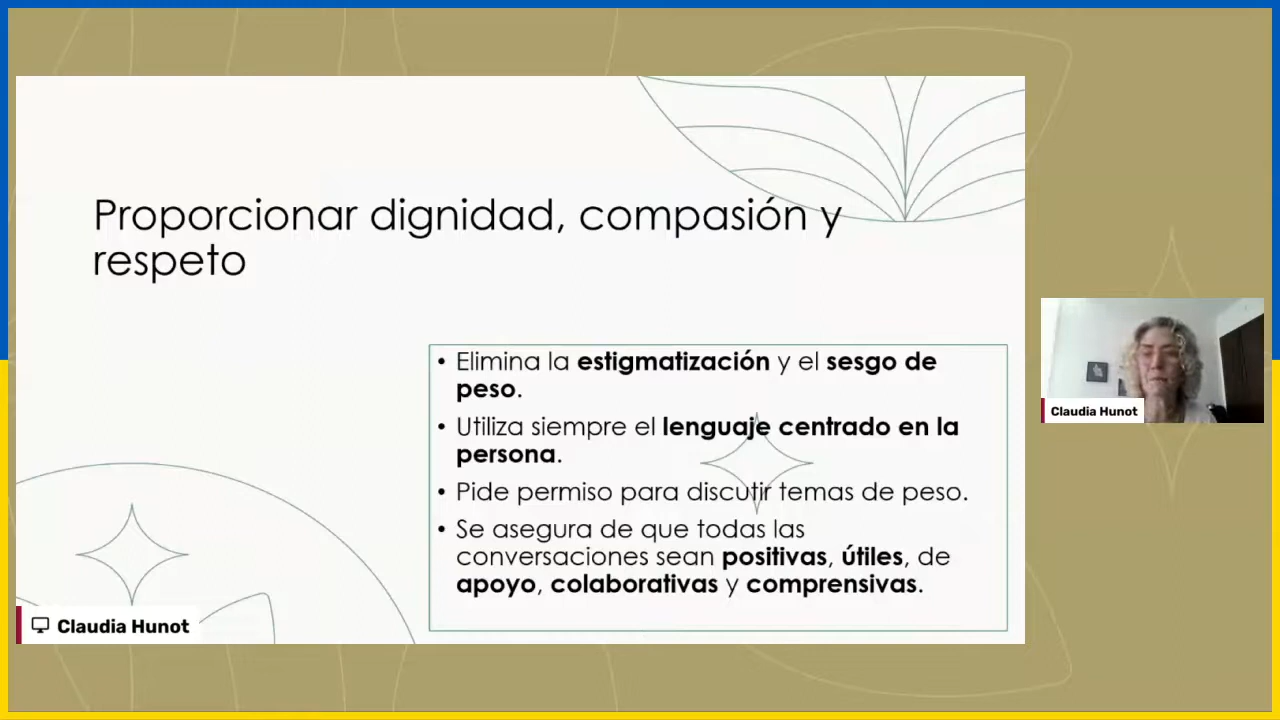 Proporcionar dignidad, compasión y
respeto
• Elimina la estigmatización y el sesgo de
peso.
• Utiliza siempre el lenguaje centrado en la
persona.
• Pide permiso para discutir temas de peso.
• Se asegura de que todas las
conversaciones sean positivas, útiles, de
apoyo, colaborativas y comprensivas.
Claudia Hunot
Claudia Hunot